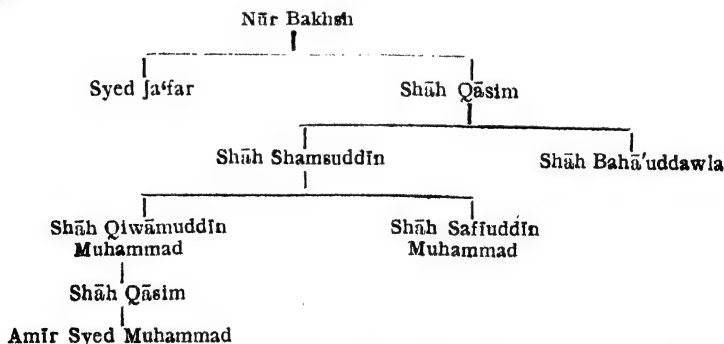 Nūr Bakhsh
Syed Ja‘far Shāh Qāsim
Shāh Shamsuddīn Shāh Bahā'uddawla
Shāh Qiwāmuddīn Shāh Safīuddīn
Muhammad Muhammad
Shāh Qāsim
Amīr Syed Muhammad